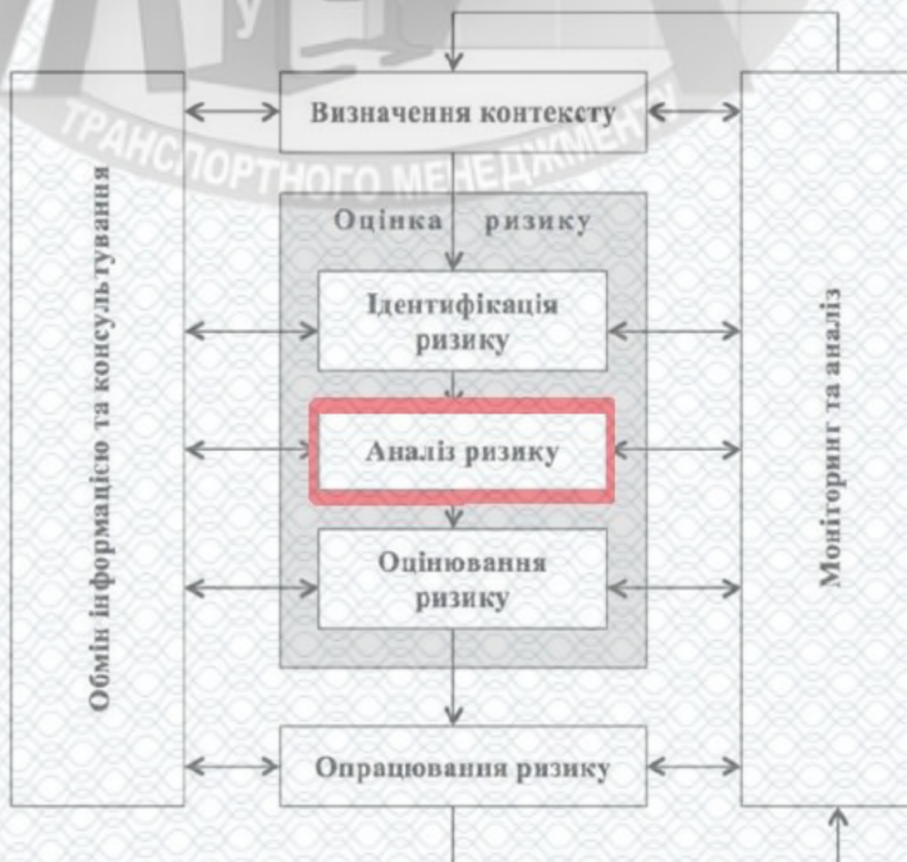 У
ТРАНСПОРТНОГО МЕНЕДЖМЕНТУ
Визначення контексту
Оцінка ризику
Ідентифікація
ризику
Аналіз ризику
Оцінювання
ризику
Опрацювання ризику
Обмін інформацією та консультування
Моніторинг та аналіз